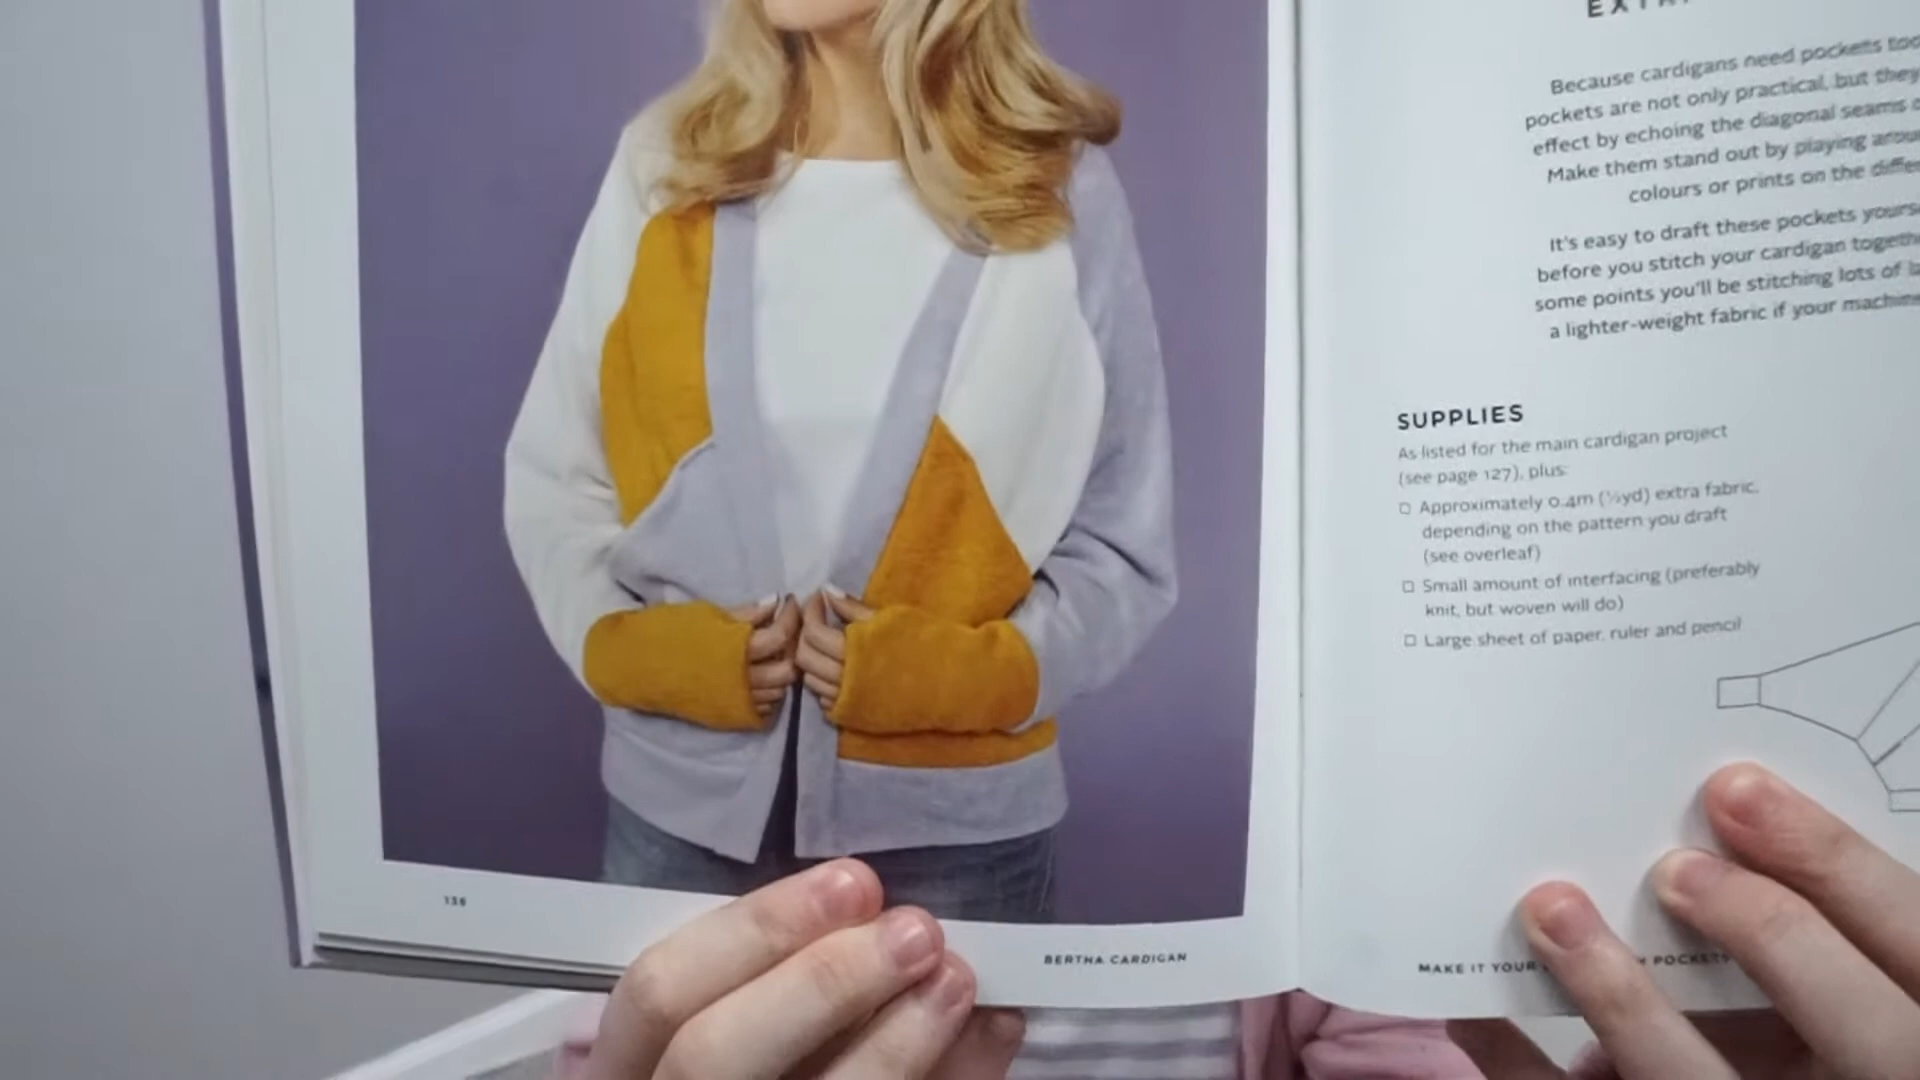 136
BERTHA CARDIGAN
Because cardigans need pockets too
pockets are not only practical, but they
effect by echoing the diagonal seams
Make them stand out by playing
colours or prints on the
It's easy to draft these pockets
before you stitch your cardigan
some points you'll be stitching lots of
a lighter-weight fabric if your machine
SUPPLIES
As listed for the main cardigan project
(see page 127), plus:
☐ Approximately 0.4m (½yd) extra fabric,
depending on the pattern you draft
(see overleaf)
☐ Small amount of interfacing (preferably
knit, but woven will do)
☐ Large sheet of paper, ruler and pencil
MAKE IT YOUR POCKETS